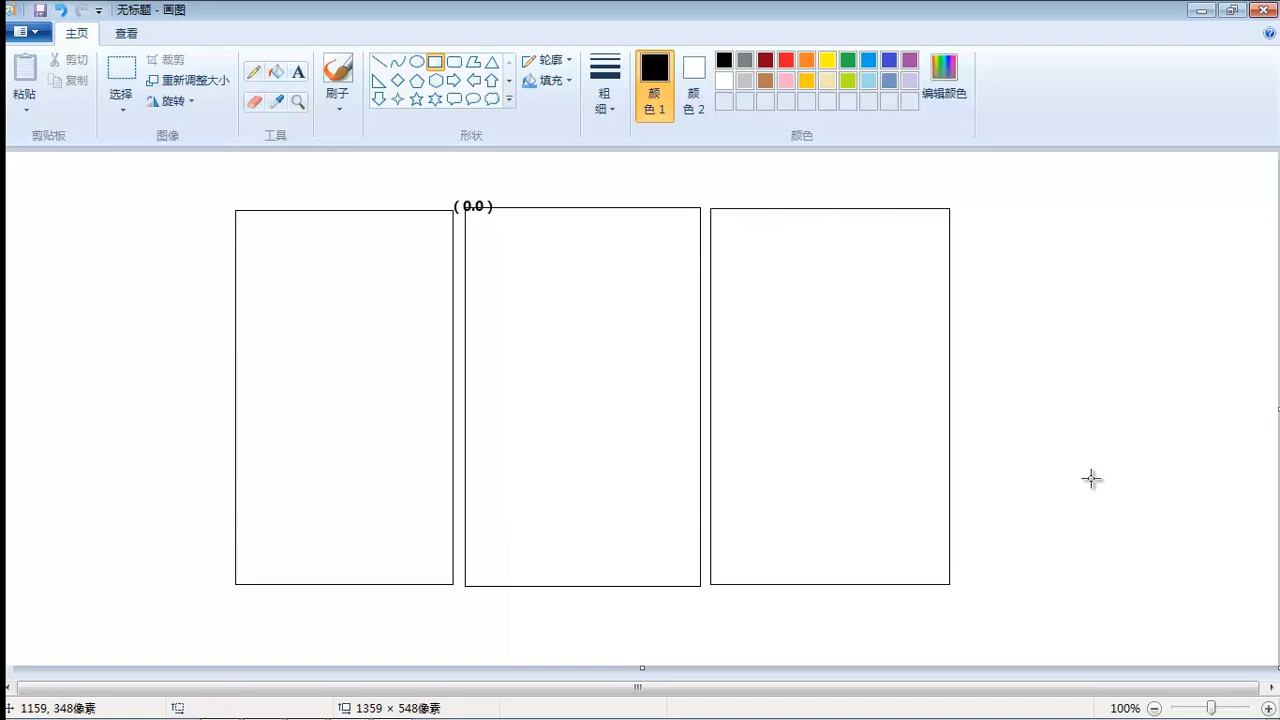 无标题 - 画图
主页
查看
粘贴
剪切
复制
剪贴板
选择
裁剪
重新调整大小
旋转
图像
A
工具
刷子
轮廓
填充
形状
粗
细
颜
色 1
颜
色 2
编辑颜色
颜色
( 0.0 )
1159, 348像素
1359 × 548像素
100%